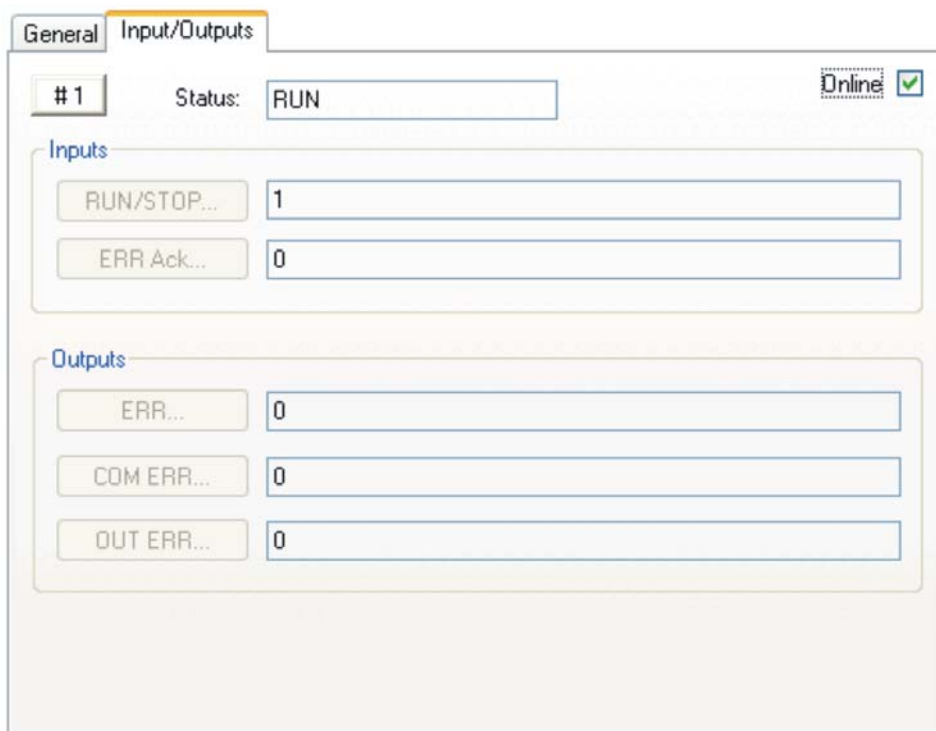 General Input/Outputs
#1 Status: RUN Online
Inputs
RUN/STOP... 1
ERR Ack... 0
Outputs
ERR... 0
COM ERR... 0
OUT ERR... 0